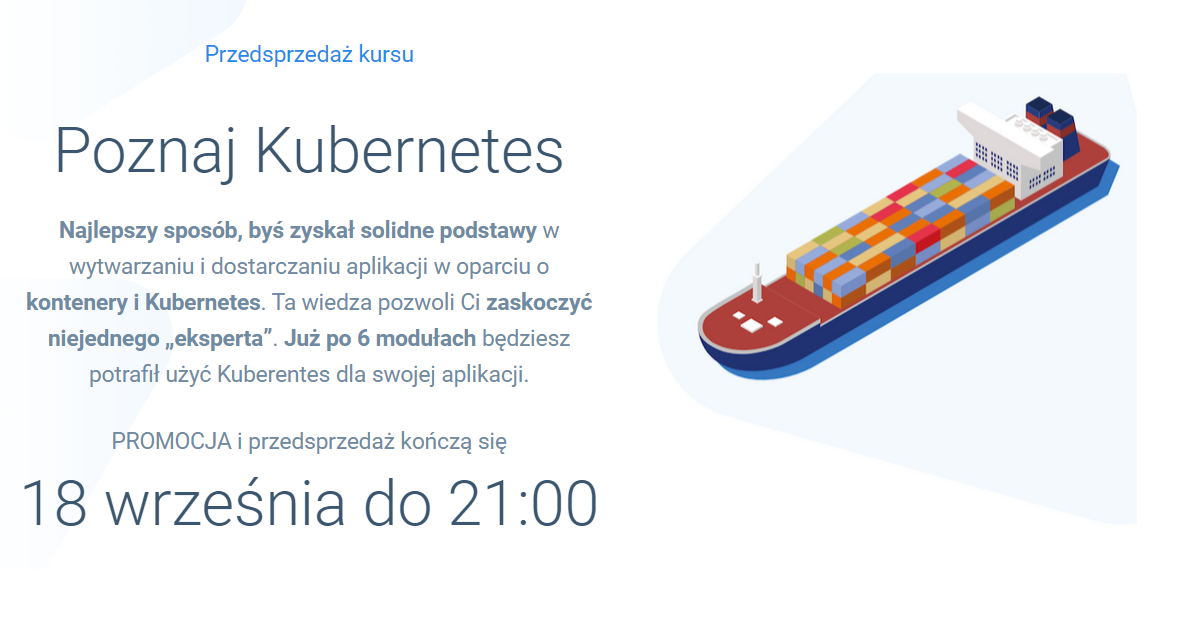 Przedsprzedaż kursu
Poznaj Kubernetes
Najlepszy sposób, byś zyskał solidne podstawy w
wytwarzaniu i dostarczaniu aplikacji w oparciu o
kontenery i Kubernetes. Ta wiedza pozwoli Ci zaskoczyć
niejednego „eksperta”. Już po 6 modułach będziesz
potrafił użyć Kuberentes dla swojej aplikacji.
PROMOCJA i przedsprzedaż kończą się
18 września do 21:00